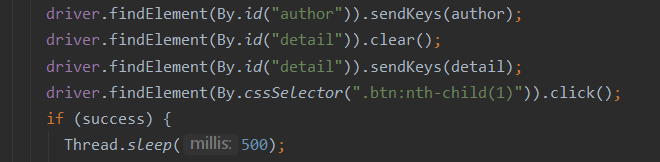 driver.findElement(By.id("author")).sendKeys(author);
driver.findElement(By.id("detail")).clear();
driver.findElement(By.id("detail")).sendKeys(detail);
driver.findElement(By.cssSelector(".btn:nth-child(1)")).click();
if (success) {
Thread.sleep( millis: 500);